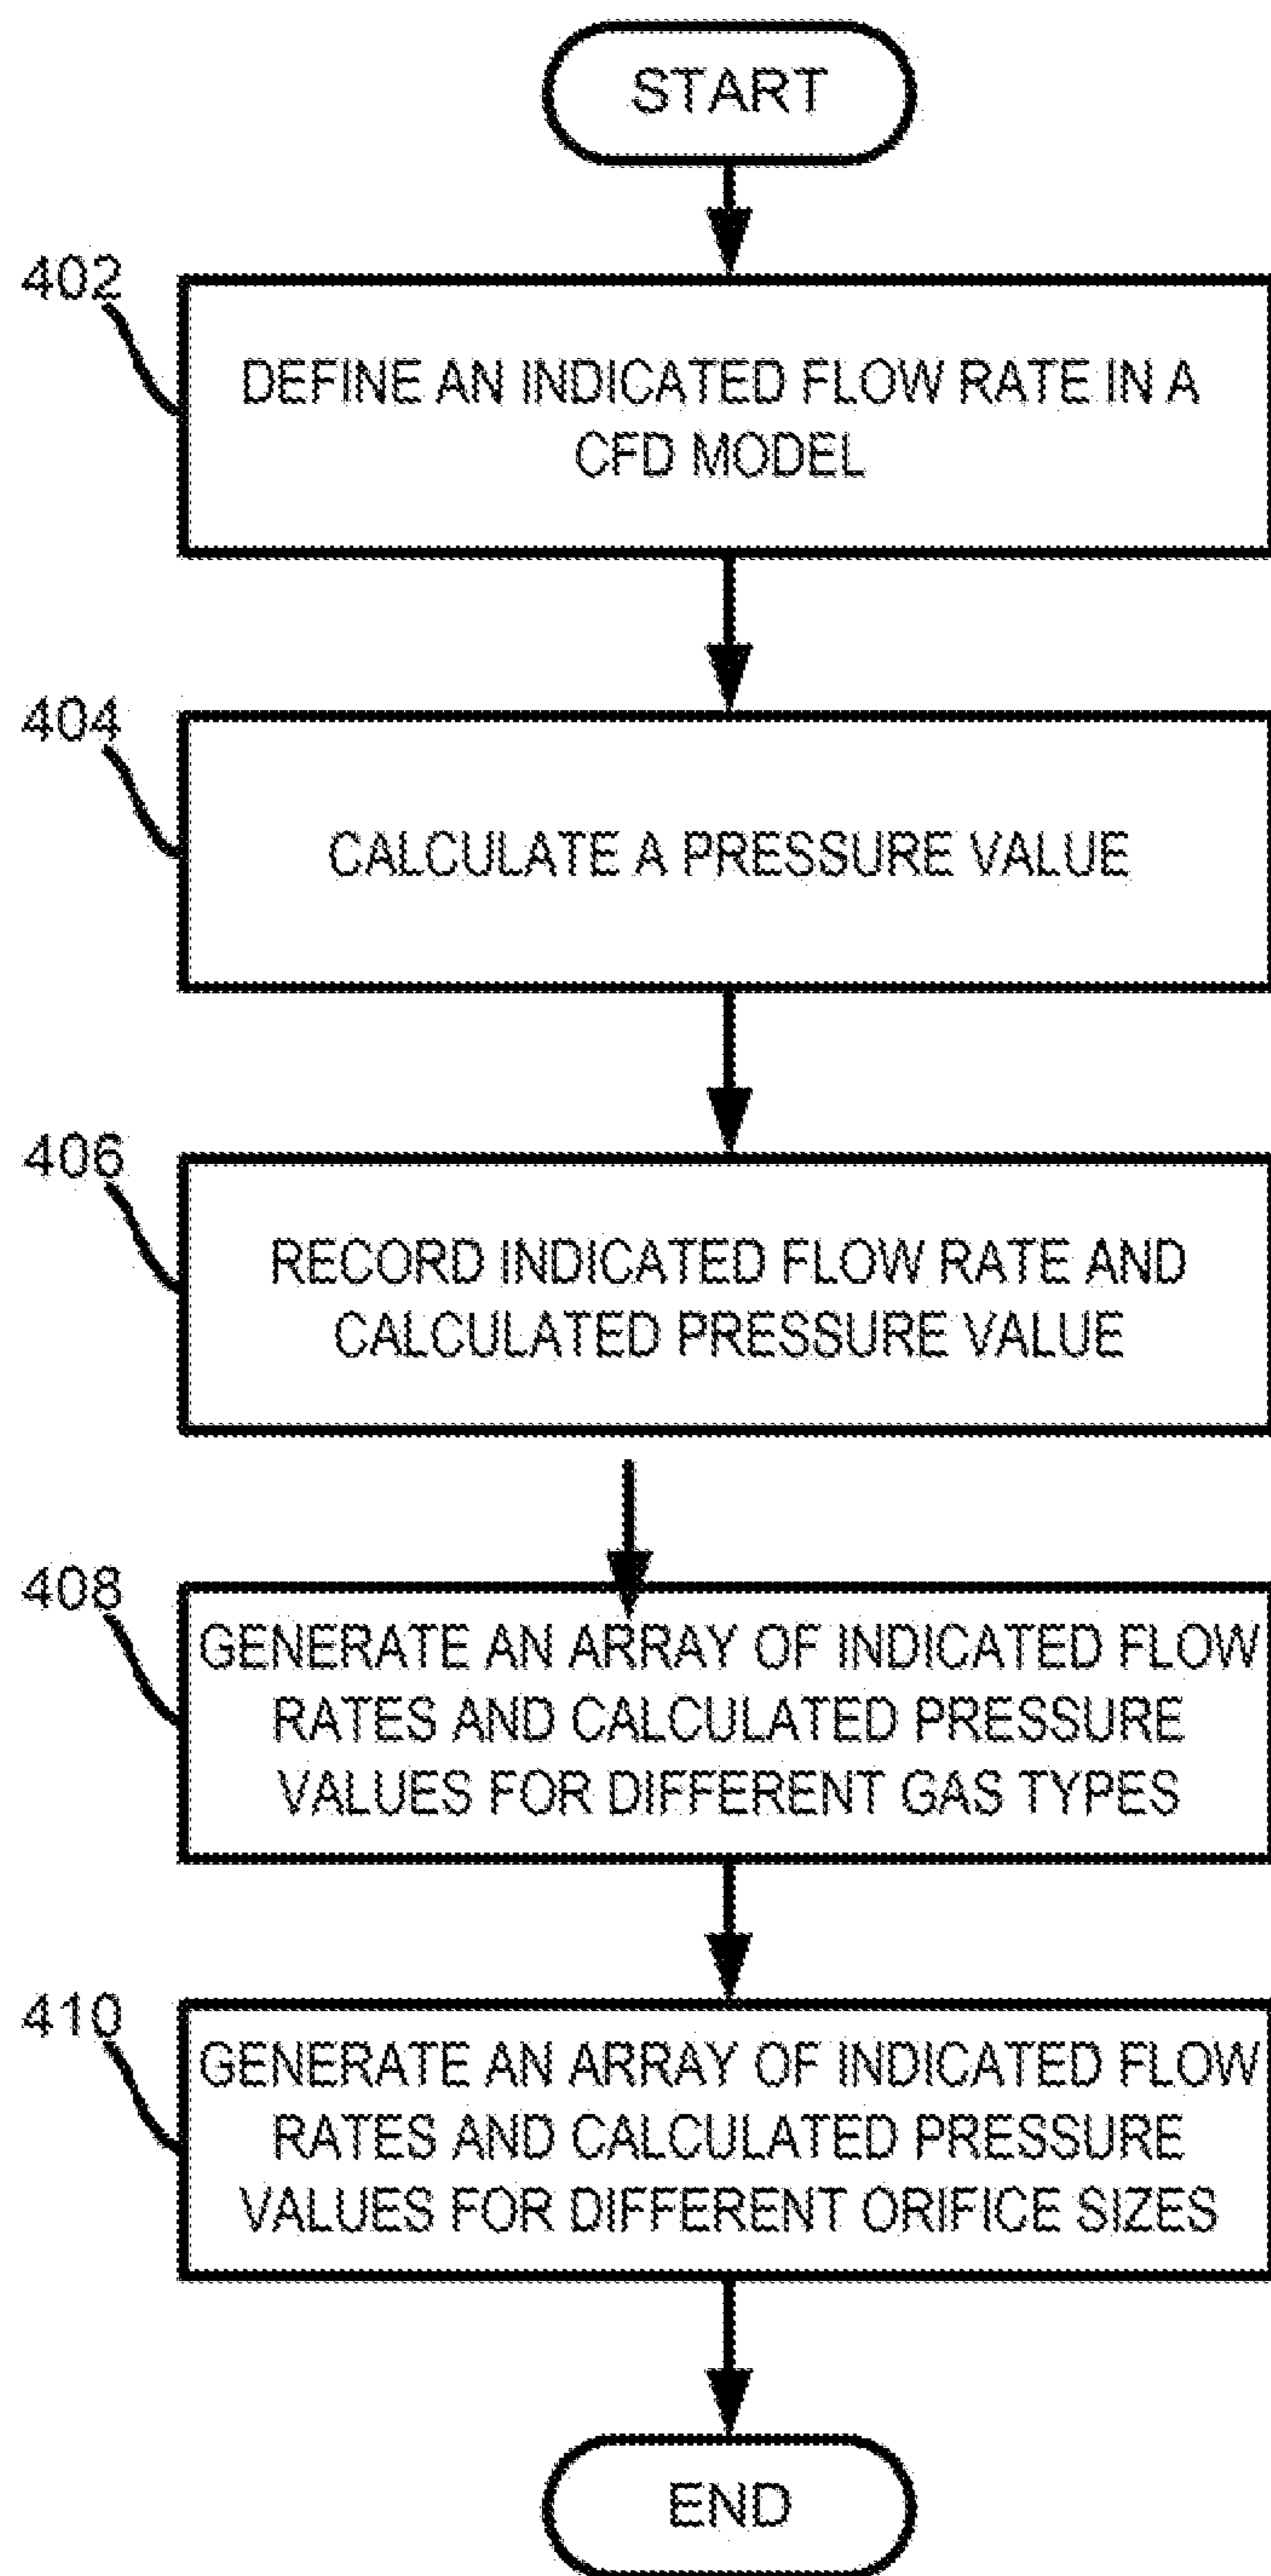 START
402
DEFINE AN INDICATED FLOW RATE IN A
CFD MODEL
404
CALCULATE A PRESSURE VALUE
406
RECORD INDICATED FLOW RATE AND
CALCULATED PRESSURE VALUE
408
GENERATE AN ARRAY OF INDICATED FLOW
RATES AND CALCULATED PRESSURE
VALUES FOR DIFFERENT GAS TYPES
410
GENERATE AN ARRAY OF INDICATED FLOW
RATES AND CALCULATED PRESSURE
VALUES FOR DIFFERENT ORIFICE SIZES
END